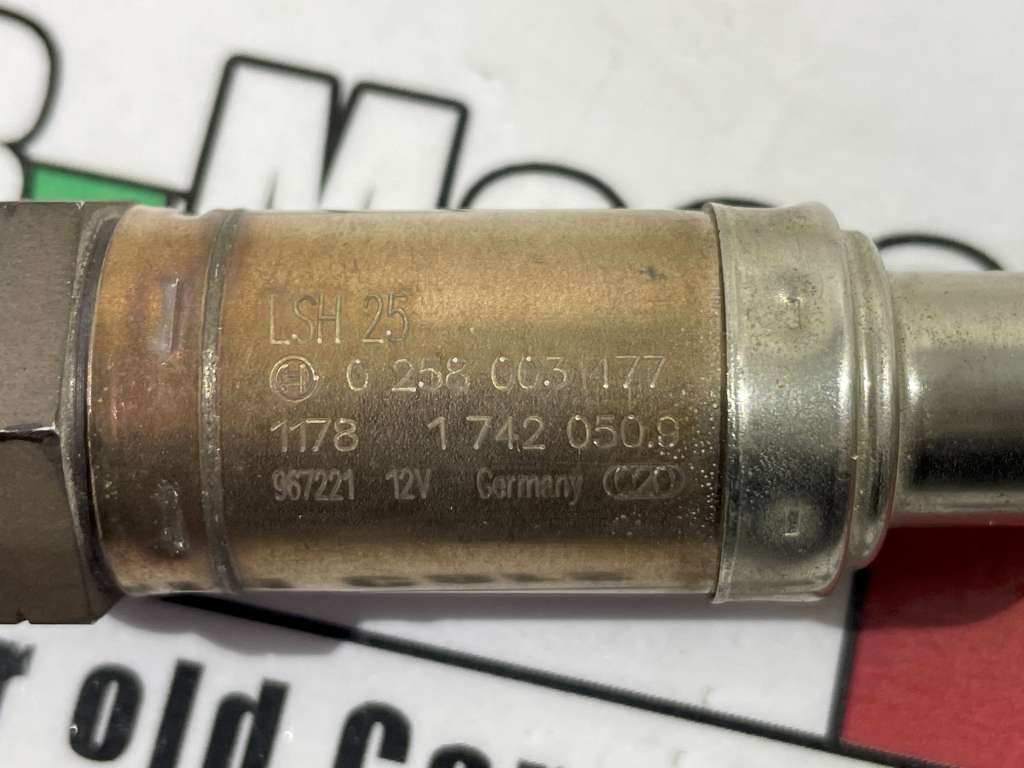 LSH 25
0 258 003 177
1178 1 742 050.9
967221 12V Germany
old